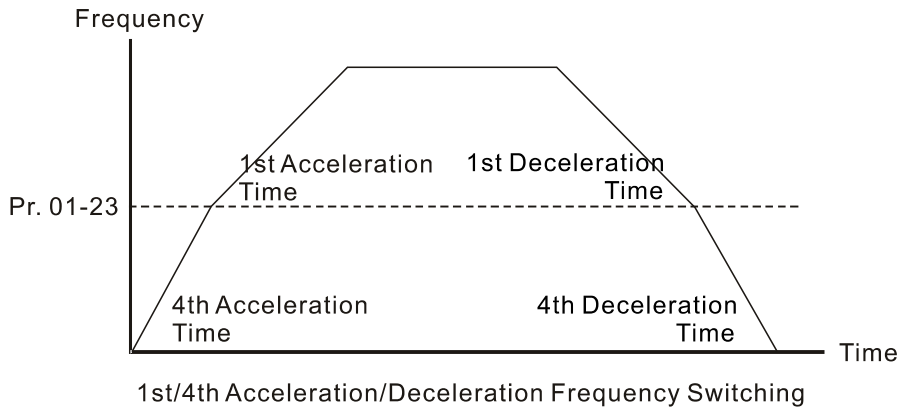 Frequency
1st Acceleration
Time
1st Deceleration
Time
Pr. 01-23
4th Acceleration
Time
4th Deceleration
Time
Time
1st/4th Acceleration/Deceleration Frequency Switching